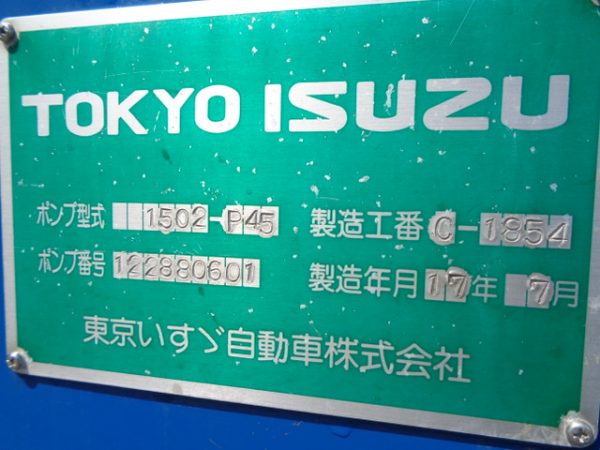 TOKYO ISUZU
ポンプ型式 1502-P45 製造工番 C-1854
ポンプ番号 122880601 製造年月 17年 7月
東京いすゞ自動車株式会社